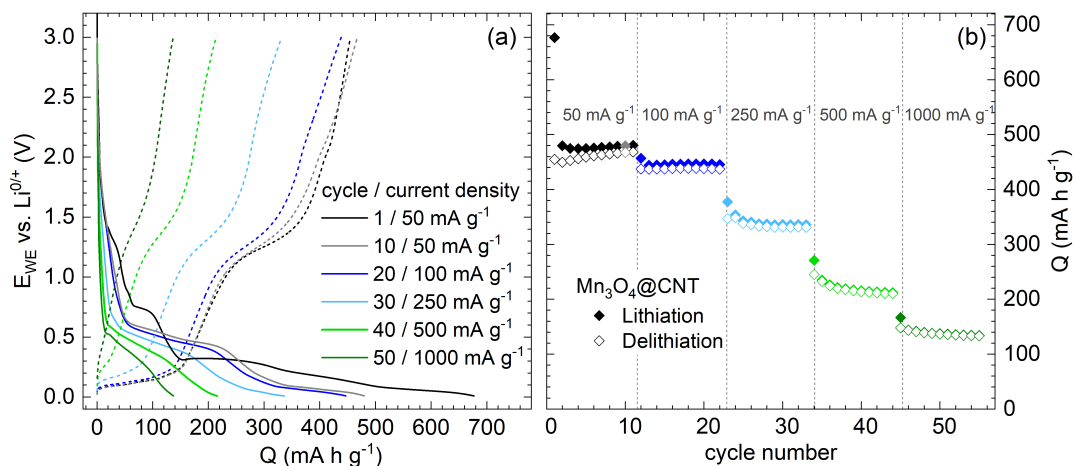 (a)
3.0
2.5
2.0
1.5
1.0
0.5
0.0
E_WE vs. Li^0/+ (V)
cycle / current density
1 / 50 mA g⁻¹
10 / 50 mA g⁻¹
20 / 100 mA g⁻¹
30 / 250 mA g⁻¹
40 / 500 mA g⁻¹
50 / 1000 mA g⁻¹
0 100 200 300 400 500 600 700
Q (mA h g⁻¹)
(b)
50 mA g⁻¹ 100 mA g⁻¹ 250 mA g⁻¹ 500 mA g⁻¹ 1000 mA g⁻¹
Mn₃O₄@CNT
Lithiation
Delithiation
700
600
500
400
300
200
100
0
Q (mA h g⁻¹)
0 10 20 30 40 50
cycle number